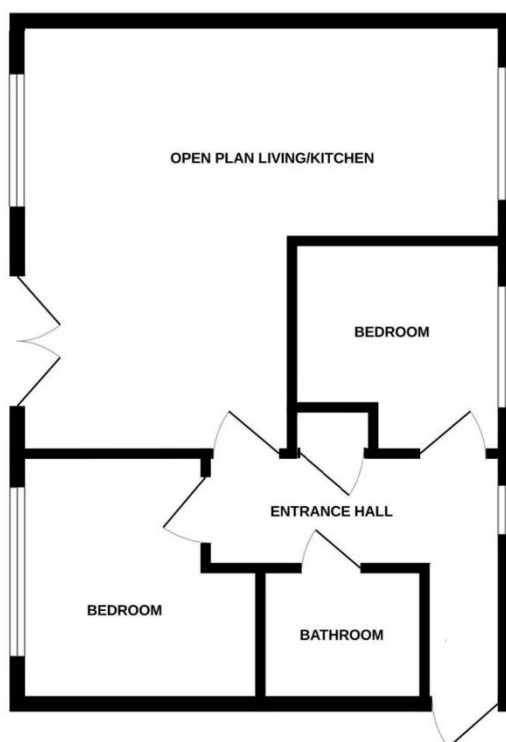 OPEN PLAN LIVING/KITCHEN
BEDROOM
ENTRANCE HALL
BEDROOM
BATHROOM